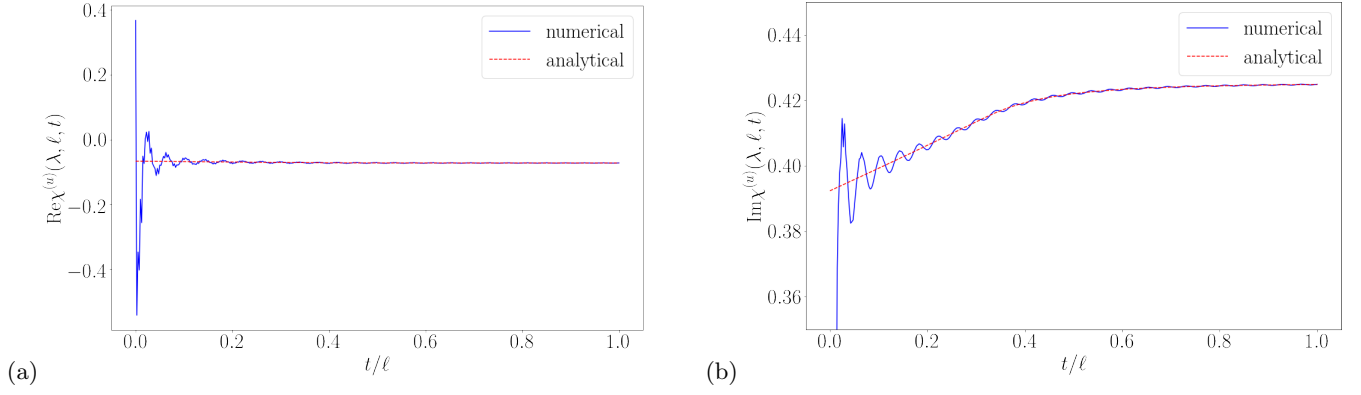 0.4
0.2
0.0
−0.2
−0.4
0.0 0.2 0.4 0.6 0.8 1.0
Reχ^(u)(λ, ℓ, t)
t/ℓ
numerical
analytical
(a)
0.44
0.42
0.40
0.38
0.36
0.0 0.2 0.4 0.6 0.8 1.0
Imχ^(u)(λ, ℓ, t)
t/ℓ
numerical
analytical
(b)